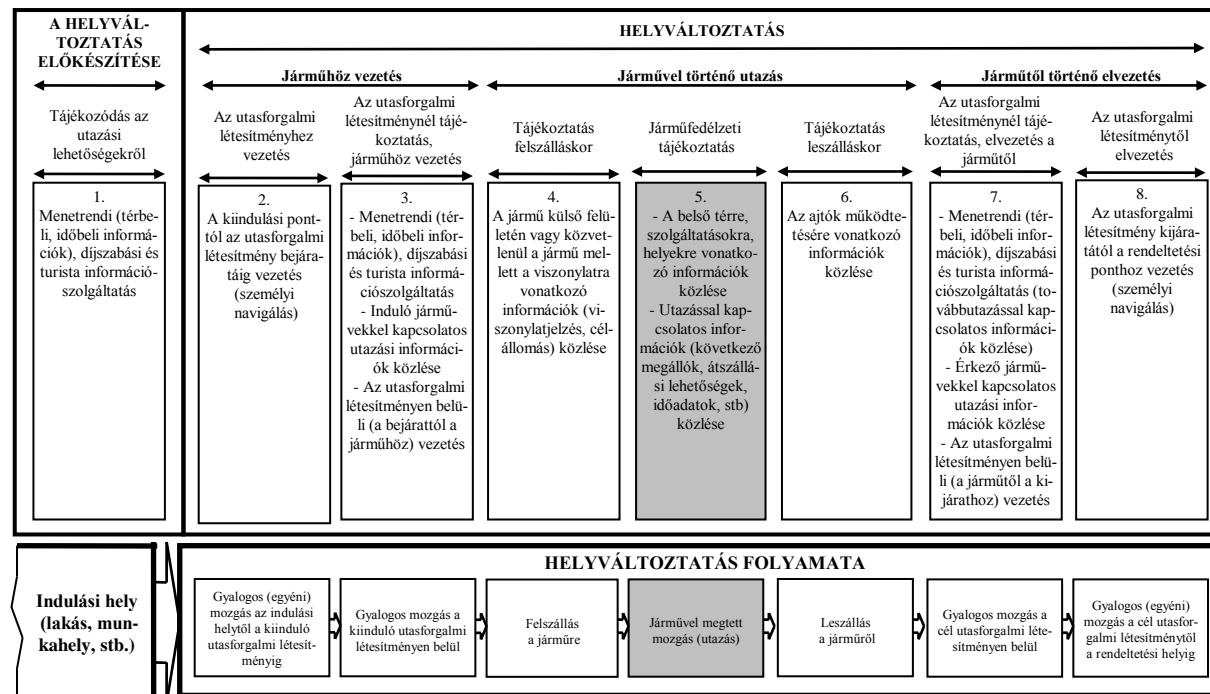 A HELYVÁL-
TOZTATÁS
ELŐKÉSZÍTÉSE
HELYVÁLTOZTATÁS
Járműhöz vezetés
Járművel történő utazás
Járműtől történő elvezetés
Tájékozódás az
utazási
lehetőségekről
Az utasforgalmi
létesítményhez
vezetés
Az utasforgalmi
létesítménynél tájé-
koztatás,
járműhöz vezetés
Tájékoztatás
felszálláskor
Járműfedélzeti
tájékoztatás
Tájékoztatás
leszálláskor
Az utasforgalmi
létesítménynél tájé-
koztatás, elvezetés a
járműtől
Az utasforgalmi
létesítménytől
elvezetés
1.
Menetrendi (térbe-
li, időbeli informá-
ciók), díjszabási és
turista információ-
szolgáltatás
2.
A kiindulási pont-
tól az utasforgalmi
létesítmény bejára-
táig vezetés
(személyi
navigálás)
3.
- Menetrendi (tér-
beli, időbeli infor-
mációk), díjszabási
és turista informá-
ciószolgáltatás
- Induló jármű-
vekkel kapcsolatos
utazási informáci-
ók közlése
- Az utasforgalmi
létesítményen belü-
li (a bejárattól a
járműhöz) vezetés
4.
A jármű külső felü-
letén vagy közvet-
lenül a jármű mel-
lett a viszonylatra
vonatkozó
információk (vi-
szonylatjelzés, cél-
állomás) közlése
5.
- A belső térre,
szolgáltatásokra,
helyekre vonatko-
zó információk
közlése
- Utazással kap-
csolatos infor-
mációk (következő
megállók, átszállá-
si lehetőségek,
időadatok, stb)
közlése
6.
Az ajtók működte-
tésére vonatkozó
információk
közlése
7.
- Menetrendi (tér-
beli, időbeli infor-
mációk), díjszabási
és turista informá-
ciószolgáltatás (to-
vábbutazással kap-
csolatos informáci-
ók közlése)
- Érkező jármű-
vekkel kapcsolatos
utazási infor-
mációk közlése
- Az utasforgalmi
létesítményen belü-
li (a járműtől a ki-
járathoz) vezetés
8.
Az utasforgalmi
létesítmény kijára-
tától a rendeltetési
ponthoz vezetés
(személyi
navigálás)
Indulási hely
(lakás, mun-
kahely, stb.)
HELYVÁLTOZTATÁS FOLYAMATA
Gyalogos (egyéni)
mozgás az indulási
helytől a kiinduló
utasforgalmi létesít-
ményig
Gyalogos mozgás a
kiinduló utasforgalmi
létesítményen belül
Felszállás
a járműre
Járművel megtett
mozgás (utazás)
Leszállás
a járműről
Gyalogos mozgás a
cél utasforgalmi léte-
sítményen belül
Gyalogos (egyéni)
mozgás a cél utasfor-
galmi létesítménytől
a rendeltetési helyig